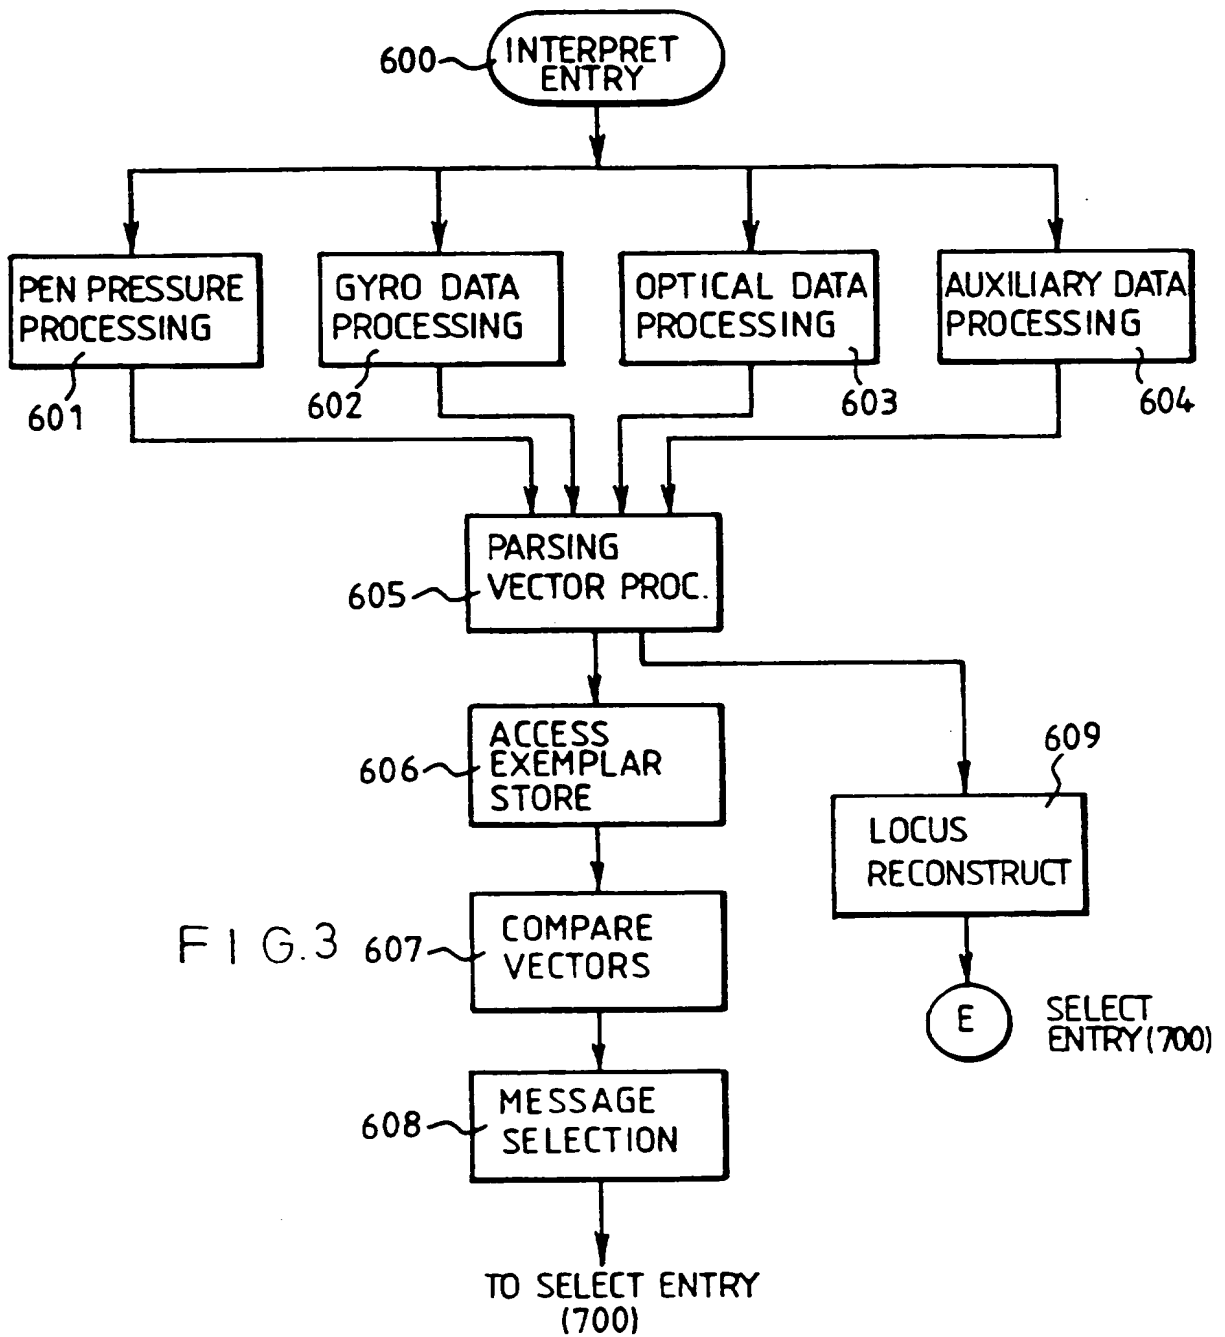 600
INTERPRET
ENTRY
PEN PRESSURE
PROCESSING
601
GYRO DATA
PROCESSING
602
OPTICAL DATA
PROCESSING
603
AUXILIARY DATA
PROCESSING
604
PARSING
VECTOR PROC.
605
ACCESS
EXEMPLAR
STORE
606
609
LOCUS
RECONSTRUCT
FIG.3
COMPARE
VECTORS
607
E
SELECT
ENTRY(700)
MESSAGE
SELECTION
608
TO SELECT ENTRY
(700)